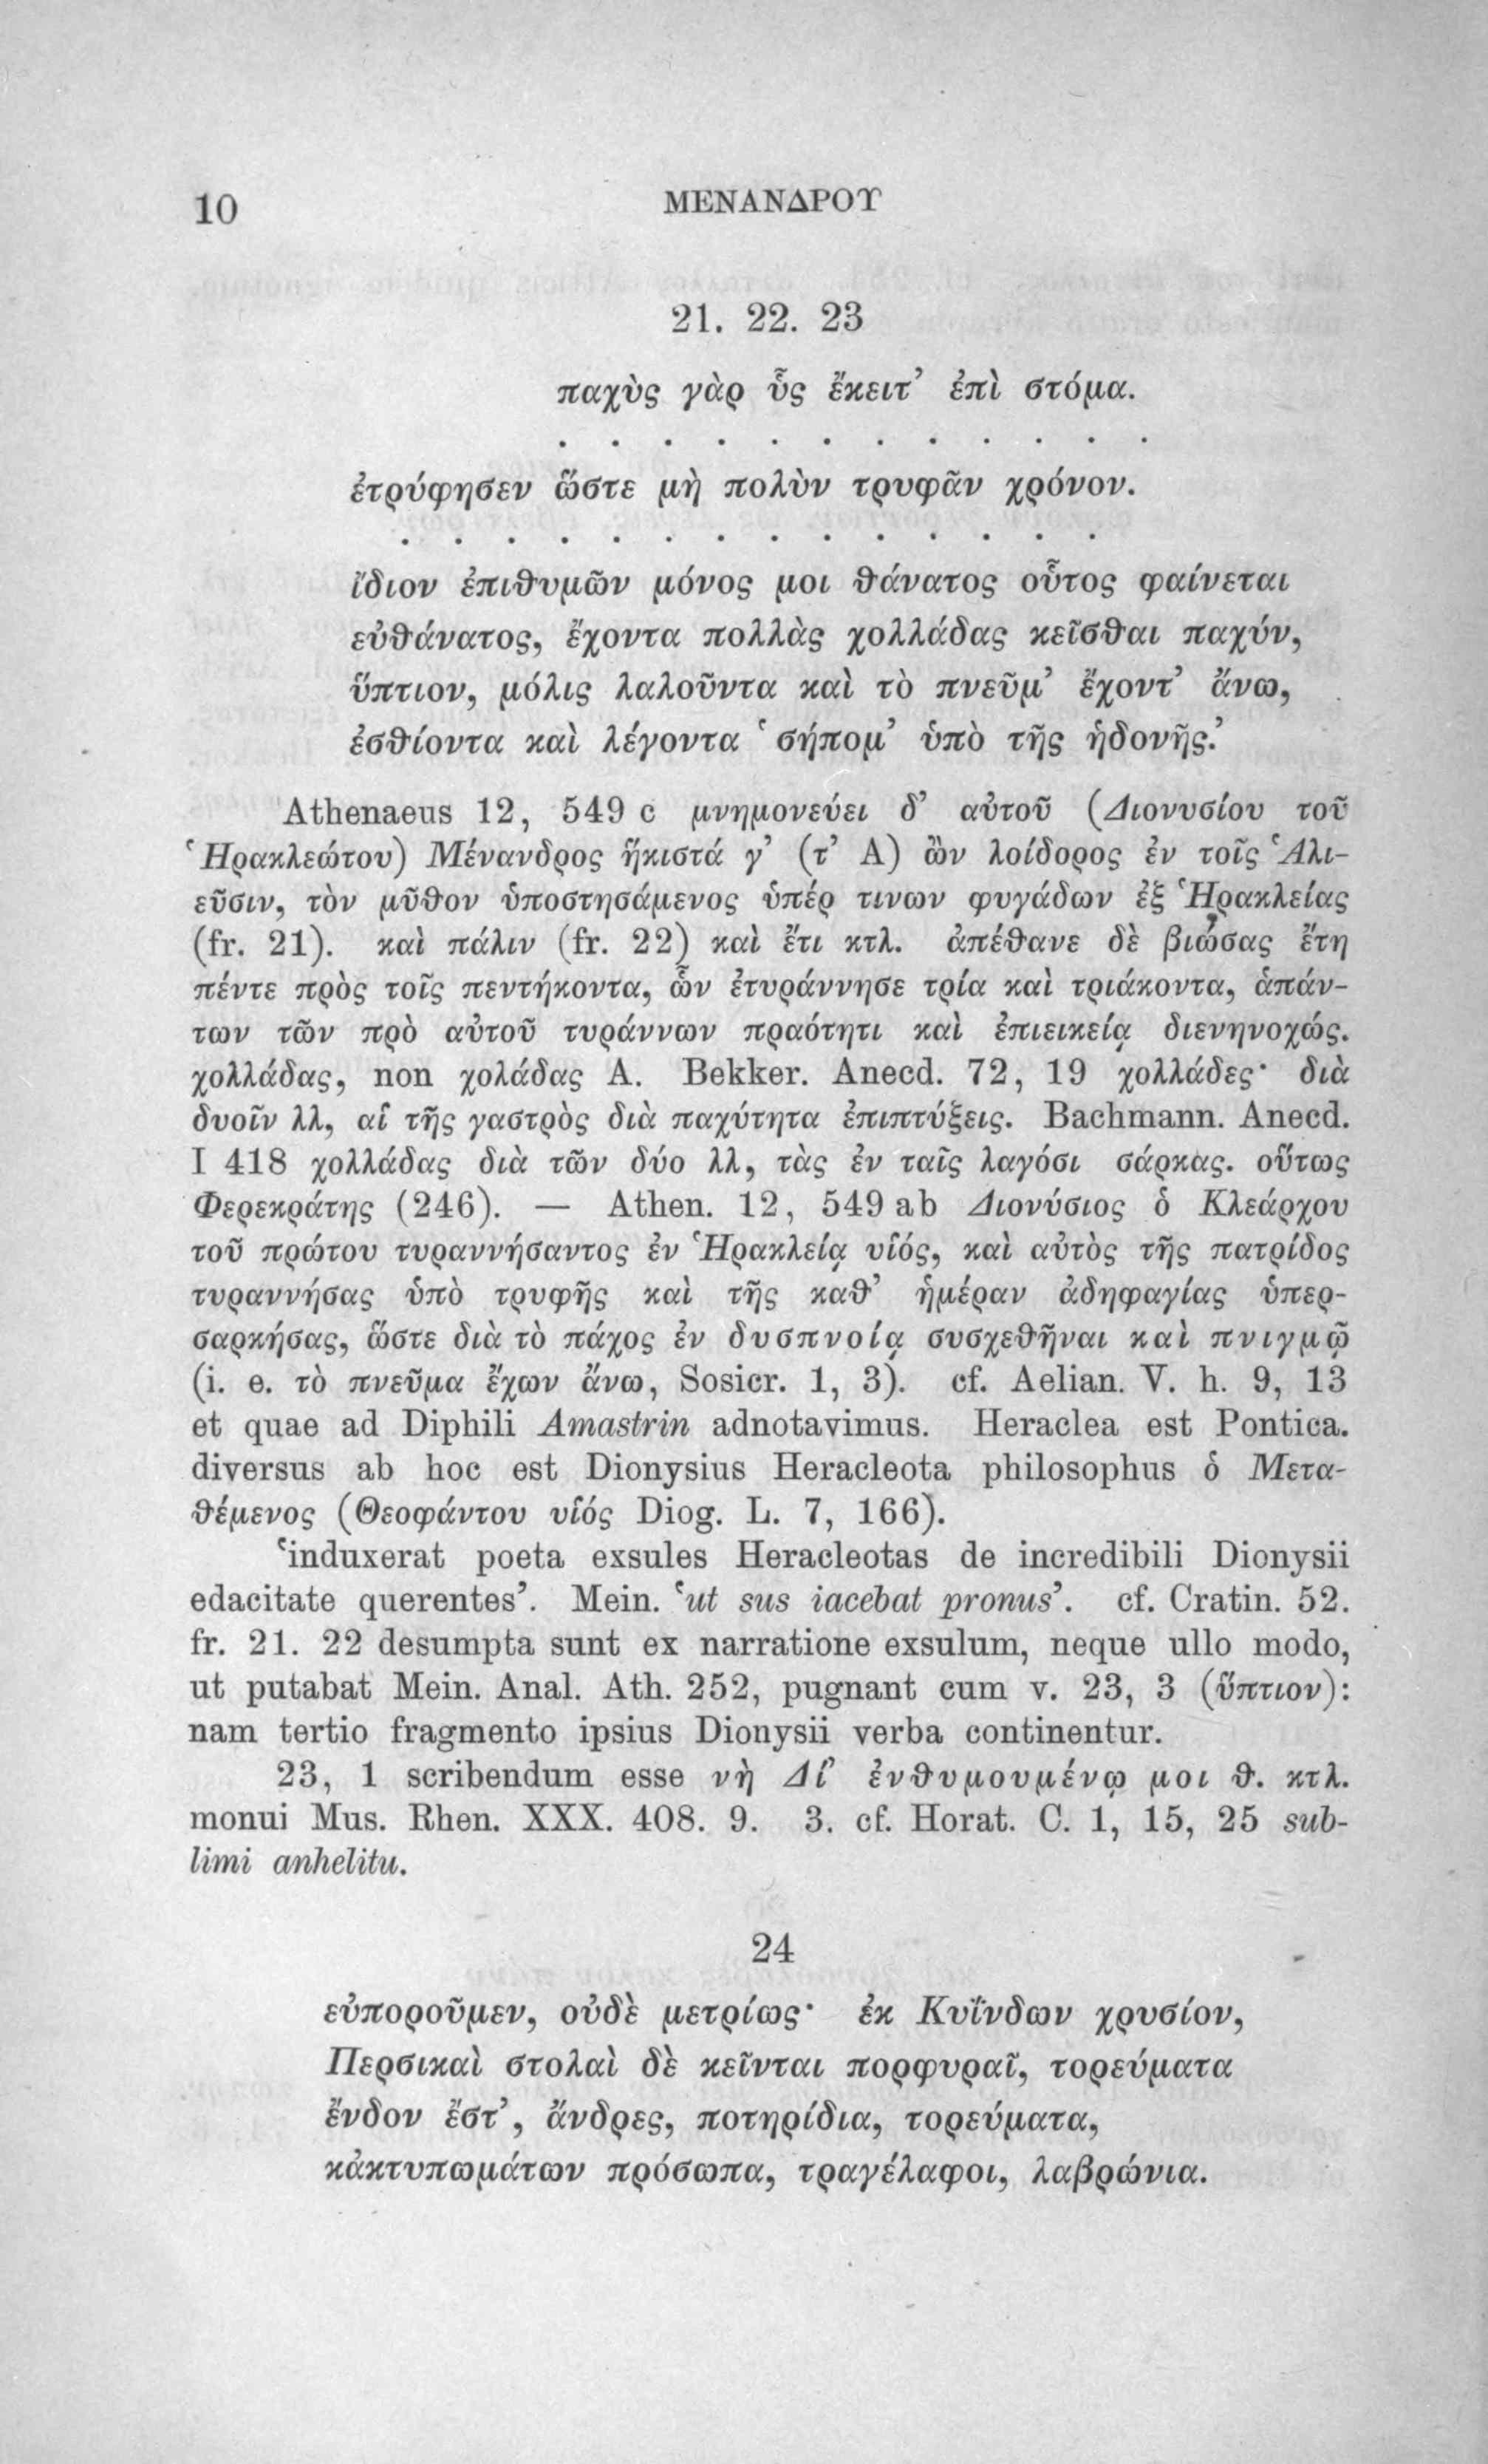 10
ΜΕΝΑΝΔΡΟΥ
21. 22. 23
παχὺς γὰρ ὗς ἔκειτ’ ἐπὶ στόμα.
. . . . . . . . . . . .
ἐτρύφησεν ὥστε μὴ πολὺν τρυφᾶν χρόνον.
. . . . . . . . . . . . . .
ἴδιον ἐπιθυμῶν μόνος μοι θάνατος οὗτος φαίνεται
εὐθάνατος, ἔχοντα πολλὰς χολλάδας κεῖσθαι παχύν,
ὕπτιον, μόλις λαλοῦντα καὶ τὸ πνεῦμ’ ἔχοντ’ ἄνω,
ἐσθίοντα καὶ λέγοντα ‘σήπομ’ ὑπὸ τῆς ἡδονῆς.’
Athenaeus 12, 549 c μνημονεύει δ’ αὐτοῦ (Διονυσίου τοῦ
Ἡρακλεώτου) Μένανδρος ἥκιστά γ’ (τ’ A) ὢν λοίδορος ἐν τοῖς Ἁλι-
εῦσιν, τὸν μῦθον ὑποστησάμενος ὑπέρ τινων φυγάδων ἐξ Ἡρακλείας
(fr. 21). καὶ πάλιν (fr. 22) καὶ ἔτι κτλ. ἀπέθανε δὲ βιώσας ἔτη
πέντε πρὸς τοῖς πεντήκοντα, ὧν ἐτυράννησε τρία καὶ τριάκοντα, ἁπάν-
των τῶν πρὸ αὐτοῦ τυράννων πραότητι καὶ ἐπιεικείᾳ διενηνοχώς.
χολλάδας, non χολάδας A. Bekker. Anecd. 72, 19 χολλάδες· διὰ
δυοῖν λλ, αἱ τῆς γαστρὸς διὰ παχύτητα ἐπιπτύξεις. Bachmann. Anecd.
I 418 χολλάδας διὰ τῶν δύο λλ, τὰς ἐν ταῖς λαγόσι σάρκας. οὕτως
Φερεκράτης (246). — Athen. 12, 549 ab Διονύσιος ὁ Κλεάρχου
τοῦ πρώτου τυραννήσαντος ἐν Ἡρακλείᾳ υἱός, καὶ αὐτὸς τῆς πατρίδος
τυραννήσας ὑπὸ τρυφῆς καὶ τῆς καθ’ ἡμέραν ἀδηφαγίας ὑπερ-
σαρκήσας, ὥστε διὰ τὸ πάχος ἐν δυσπνοίᾳ συσχεθῆναι καὶ πνιγμῷ
(i. e. τὸ πνεῦμα ἔχων ἄνω, Sosicr. 1, 3). cf. Aelian. V. h. 9, 13
et quae ad Diphili Amastrin adnotavimus. Heraclea est Pontica.
diversus ab hoc est Dionysius Heracleota philosophus ὁ Μετα-
θέμενος (Θεοφάντου υἱός Diog. L. 7, 166).
‘induxerat poeta exsules Heracleotas de incredibili Dionysii
edacitate querentes’. Mein. ‘ut sus iacebat pronus’. cf. Cratin. 52.
fr. 21. 22 desumpta sunt ex narratione exsulum, neque ullo modo,
ut putabat Mein. Anal. Ath. 252, pugnant cum v. 23, 3 (ὕπτιον):
nam tertio fragmento ipsius Dionysii verba continentur.
23, 1 scribendum esse νὴ Δί’ ἐνθυμουμένῳ μοι θ. κτλ.
monui Mus. Rhen. XXX. 408. 9. 3. cf. Horat. C. 1, 15, 25 sub-
limi anhelitu.
24
εὐποροῦμεν, οὐδὲ μετρίως· ἐκ Κυΐνδων χρυσίον,
Περσικαὶ στολαὶ δὲ κεῖνται πορφυραῖ, τορεύματα
ἔνδον ἔστ’, ἄνδρες, ποτηρίδια, τορεύματα,
κἀκτυπωμάτων πρόσωπα, τραγέλαφοι, λαβρώνια.